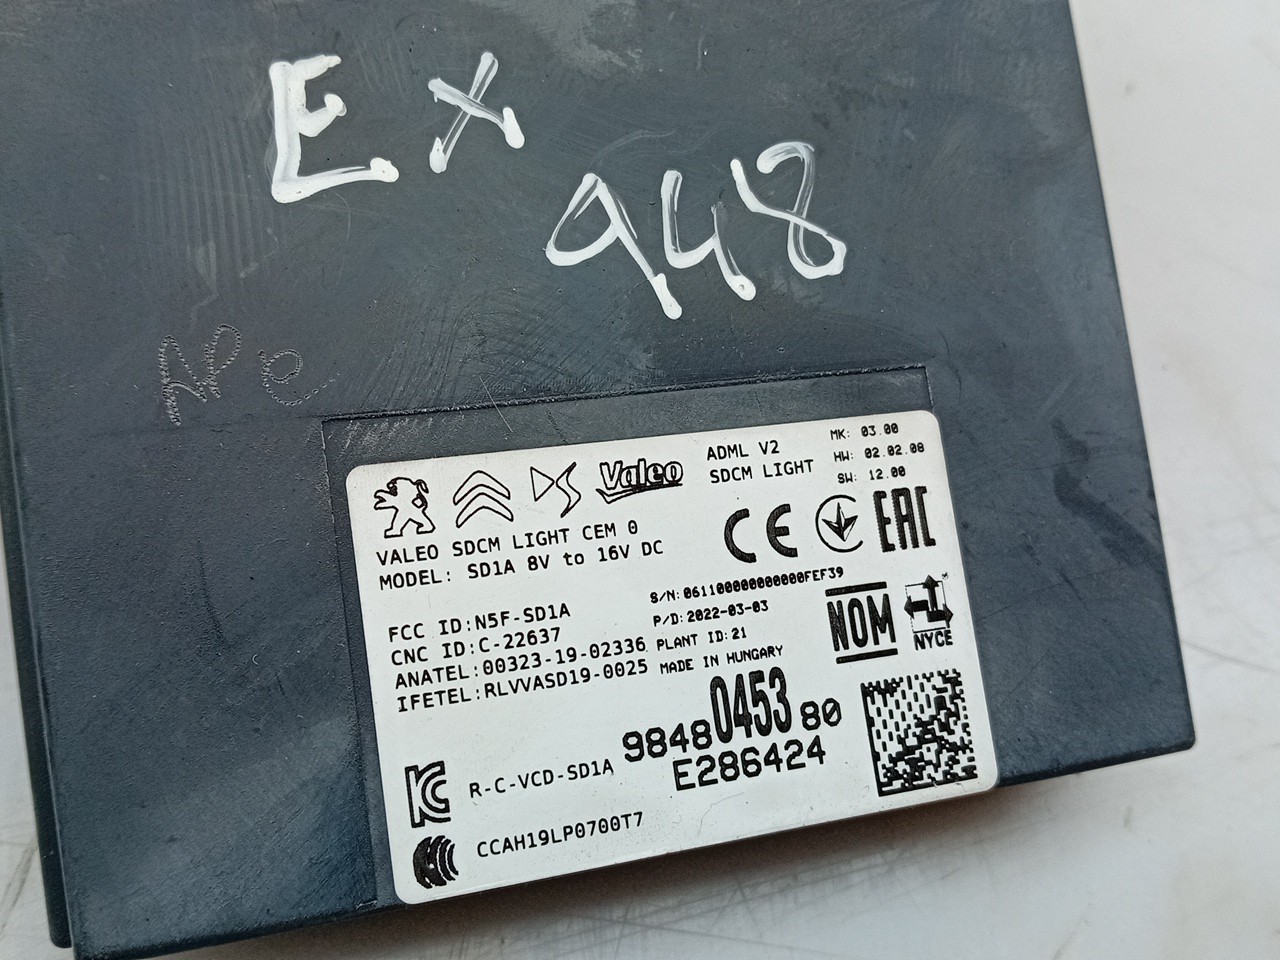 EX
948
APe
Valeo
ADML V2
SDCM LIGHT
MK: 03.00
HW: 02.02.08
SW: 12.00
VALEO SDCM LIGHT CEM 0
MODEL: SD1A 8V to 16V DC
CE
EAC
FCC ID:N5F-SD1A
CNC ID:C-22637
ANATEL:00323-19-02336
IFETEL:RLVVASD19-0025
S/N:061100000000000FEF39
P/D:2022-03-03
PLANT ID:21
MADE IN HUNGARY
NOM
NYCE
9848045380
E286424
R-C-VCD-SD1A
CCAH19LP0700T7